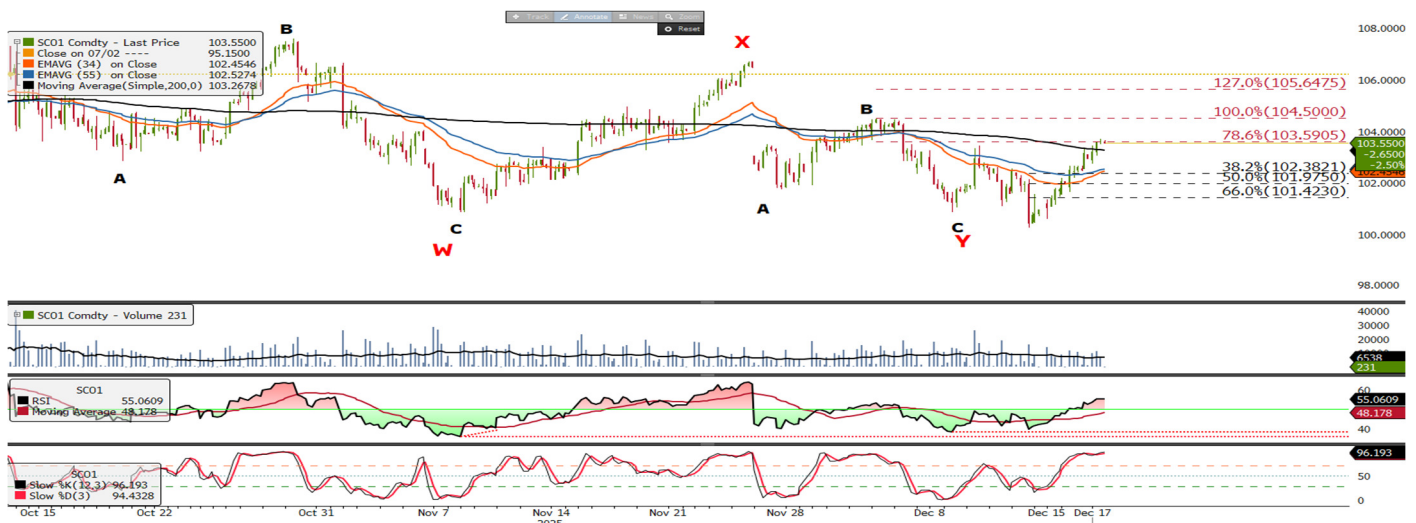 Track Annotate News Zoom
Reset
B
X
SCO1 Comdty - Last Price 103.5500
Close on 07/02 ---- 95.1500
EMAVG (34) on Close 102.4546
EMAVG (55) on Close 102.5274
Moving Average(Simple,200,0) 103.2678
108.0000
106.0000
104.0000
102.0000
100.0000
98.0000
127.0%(105.6475)
100.0%(104.5000)
78.6%(103.5905)
38.2%(102.3821)
50.0%(101.9750)
66.0%(101.4230)
103.5500
-2.6500
-2.50%
102.4546
A
B
A
C
W
C
Y
SCO1 Comdty - Volume 231
40000
30000
20000
6538
231
SCO1
RSI 55.0609
Moving Average 48.178
60
55.0609
48.178
40
SCO1
Slow %K(12,3) 96.193
Slow %D(3) 94.4328
96.193
50
0
Oct 15 Oct 22 Oct 31 Nov 7 Nov 14 Nov 21 Nov 28 Dec 8 Dec 15 Dec 17
2025